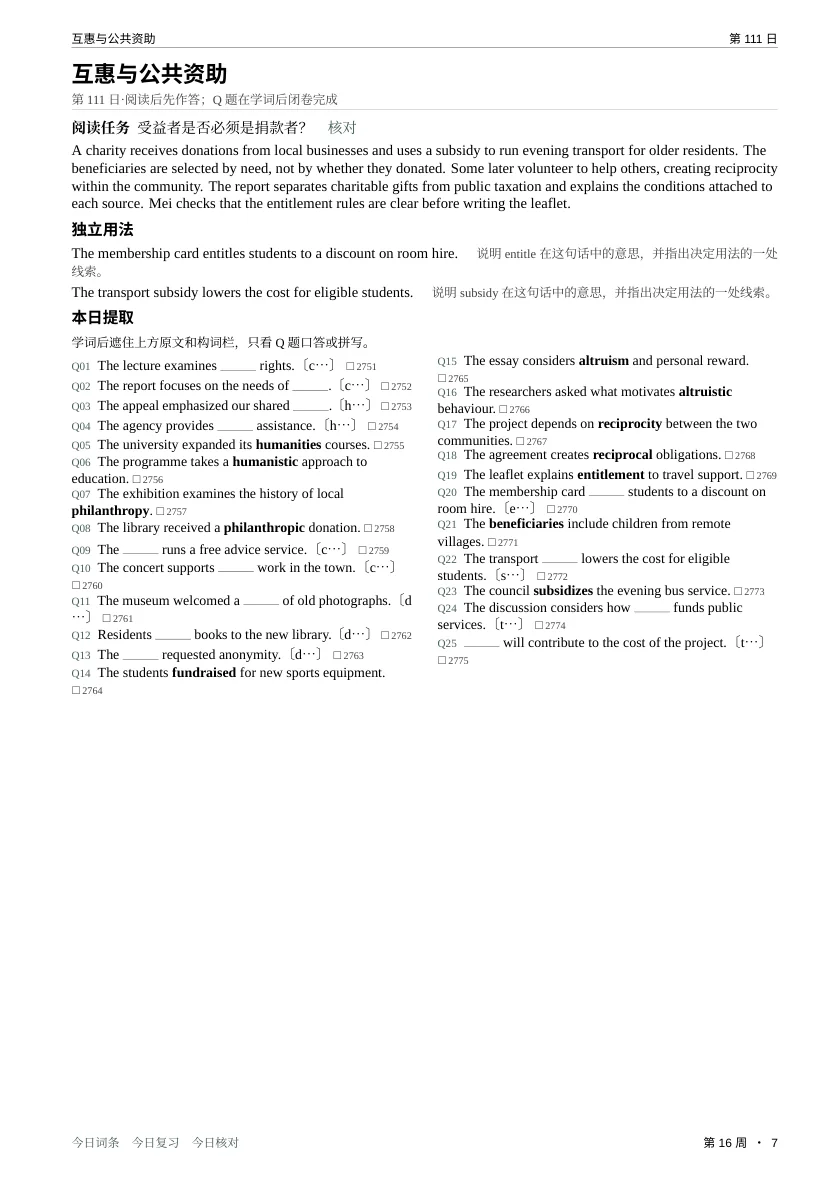 互惠与公共资助 第 111 日
互惠与公共资助
第 111 日·阅读后先作答；Q 题在学词后闭卷完成
阅读任务 受益者是否必须是捐款者？ 核对
A charity receives donations from local businesses and uses a subsidy to run evening transport for older residents. The
beneficiaries are selected by need, not by whether they donated. Some later volunteer to help others, creating reciprocity
within the community. The report separates charitable gifts from public taxation and explains the conditions attached to
each source. Mei checks that the entitlement rules are clear before writing the leaflet.
独立用法
The membership card entitles students to a discount on room hire. 说明 entitle 在这句话中的意思，并指出决定用法的一处
线索。
The transport subsidy lowers the cost for eligible students. 说明 subsidy 在这句话中的意思，并指出决定用法的一处线索。
本日提取
学词后遮住上方原文和构词栏，只看 Q 题口答或拼写。
Q01 The lecture examines _____ rights.〔c…〕 □ 2751
Q02 The report focuses on the needs of _____.〔c…〕 □ 2752
Q03 The appeal emphasized our shared _____.〔h…〕 □ 2753
Q04 The agency provides _____ assistance.〔h…〕 □ 2754
Q05 The university expanded its humanities courses. □ 2755
Q06 The programme takes a humanistic approach to
education. □ 2756
Q07 The exhibition examines the history of local
philanthropy. □ 2757
Q08 The library received a philanthropic donation. □ 2758
Q09 The _____ runs a free advice service.〔c…〕 □ 2759
Q10 The concert supports _____ work in the town.〔c…〕
□ 2760
Q11 The museum welcomed a _____ of old photographs.〔d
…〕 □ 2761
Q12 Residents _____ books to the new library.〔d…〕 □ 2762
Q13 The _____ requested anonymity.〔d…〕 □ 2763
Q14 The students fundraised for new sports equipment.
□ 2764
Q15 The essay considers altruism and personal reward.
□ 2765
Q16 The researchers asked what motivates altruistic
behaviour. □ 2766
Q17 The project depends on reciprocity between the two
communities. □ 2767
Q18 The agreement creates reciprocal obligations. □ 2768
Q19 The leaflet explains entitlement to travel support. □ 2769
Q20 The membership card _____ students to a discount on
room hire.〔e…〕 □ 2770
Q21 The beneficiaries include children from remote
villages. □ 2771
Q22 The transport _____ lowers the cost for eligible
students.〔s…〕 □ 2772
Q23 The council subsidizes the evening bus service. □ 2773
Q24 The discussion considers how _____ funds public
services.〔t…〕 □ 2774
Q25 _____ will contribute to the cost of the project.〔t…〕
□ 2775
今日词条 今日复习 今日核对 第 16 周 · 7